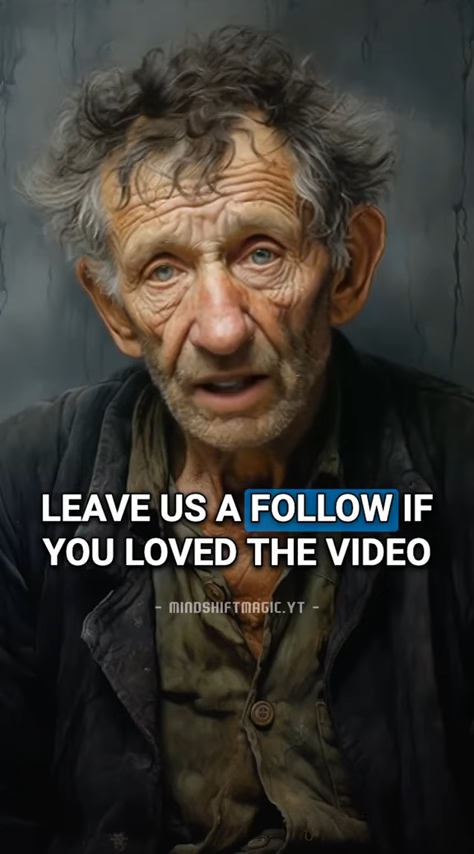 LEAVE US A FOLLOW IF
YOU LOVED THE VIDEO
- MINDSHIFTMAGIC.YT -